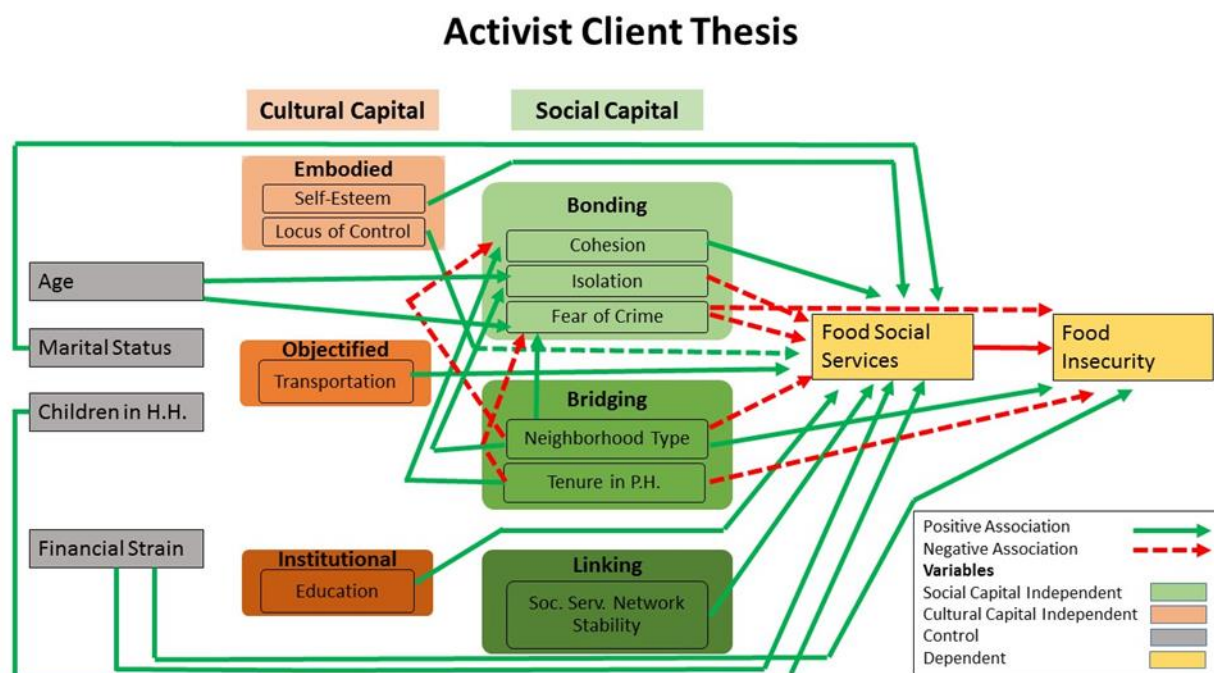 Activist Client Thesis
Cultural Capital
Social Capital
Embodied
Self-Esteem
Locus of Control
Bonding
Cohesion
Isolation
Fear of Crime
Age
Marital Status
Children in H.H.
Financial Strain
Objectified
Transportation
Bridging
Neighborhood Type
Tenure in P.H.
Institutional
Education
Linking
Soc. Serv. Network
Stability
Food Social
Services
Food
Insecurity
Positive Association
Negative Association
Variables
Social Capital Independent
Cultural Capital Independent
Control
Dependent